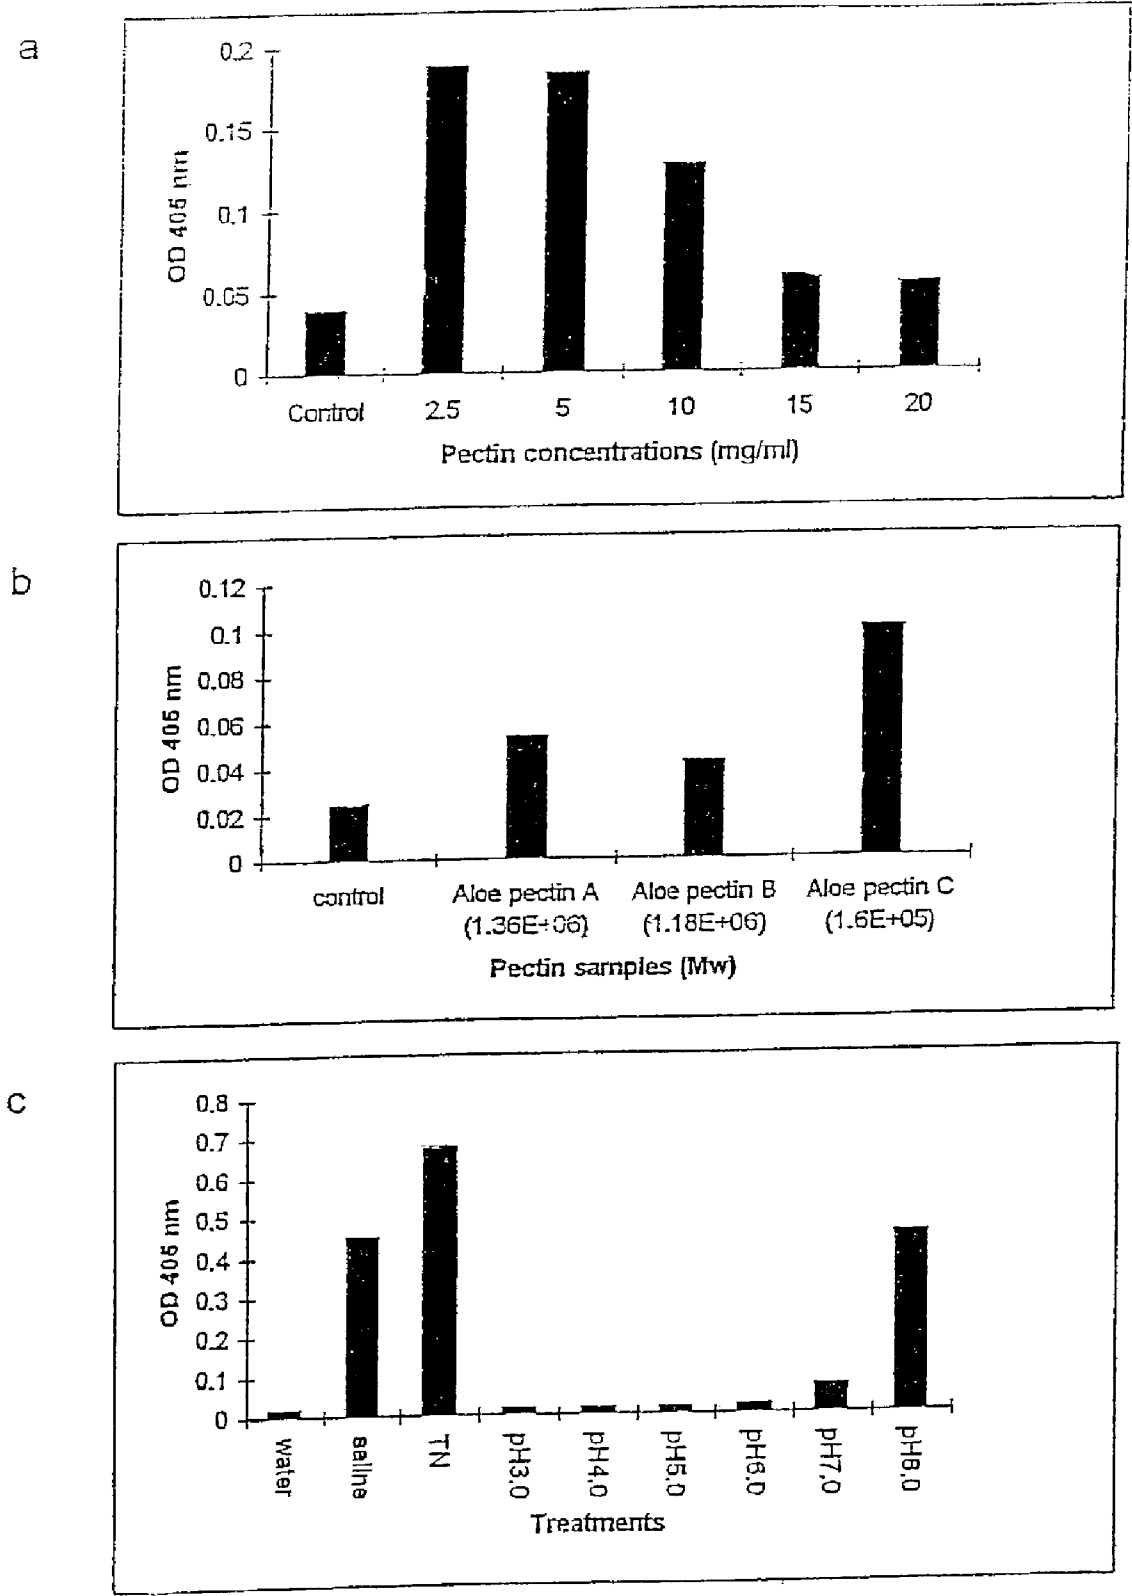 a
0.2
0.15
0.1
0.05
0
OD 405 nm
Control 2.5 5 10 15 20
Pectin concentrations (mg/ml)
b
0.12
0.1
0.08
0.06
0.04
0.02
0
OD 405 nm
control Aloe pectin A Aloe pectin B Aloe pectin C
(1.36E+06) (1.18E+06) (1.6E+05)
Pectin samples (Mw)
c
0.8
0.7
0.6
0.5
0.4
0.3
0.2
0.1
0
OD 405 nm
water saline TN pH3.0 pH4.0 pH5.0 pH6.0 pH7.0 pH8.0
Treatments